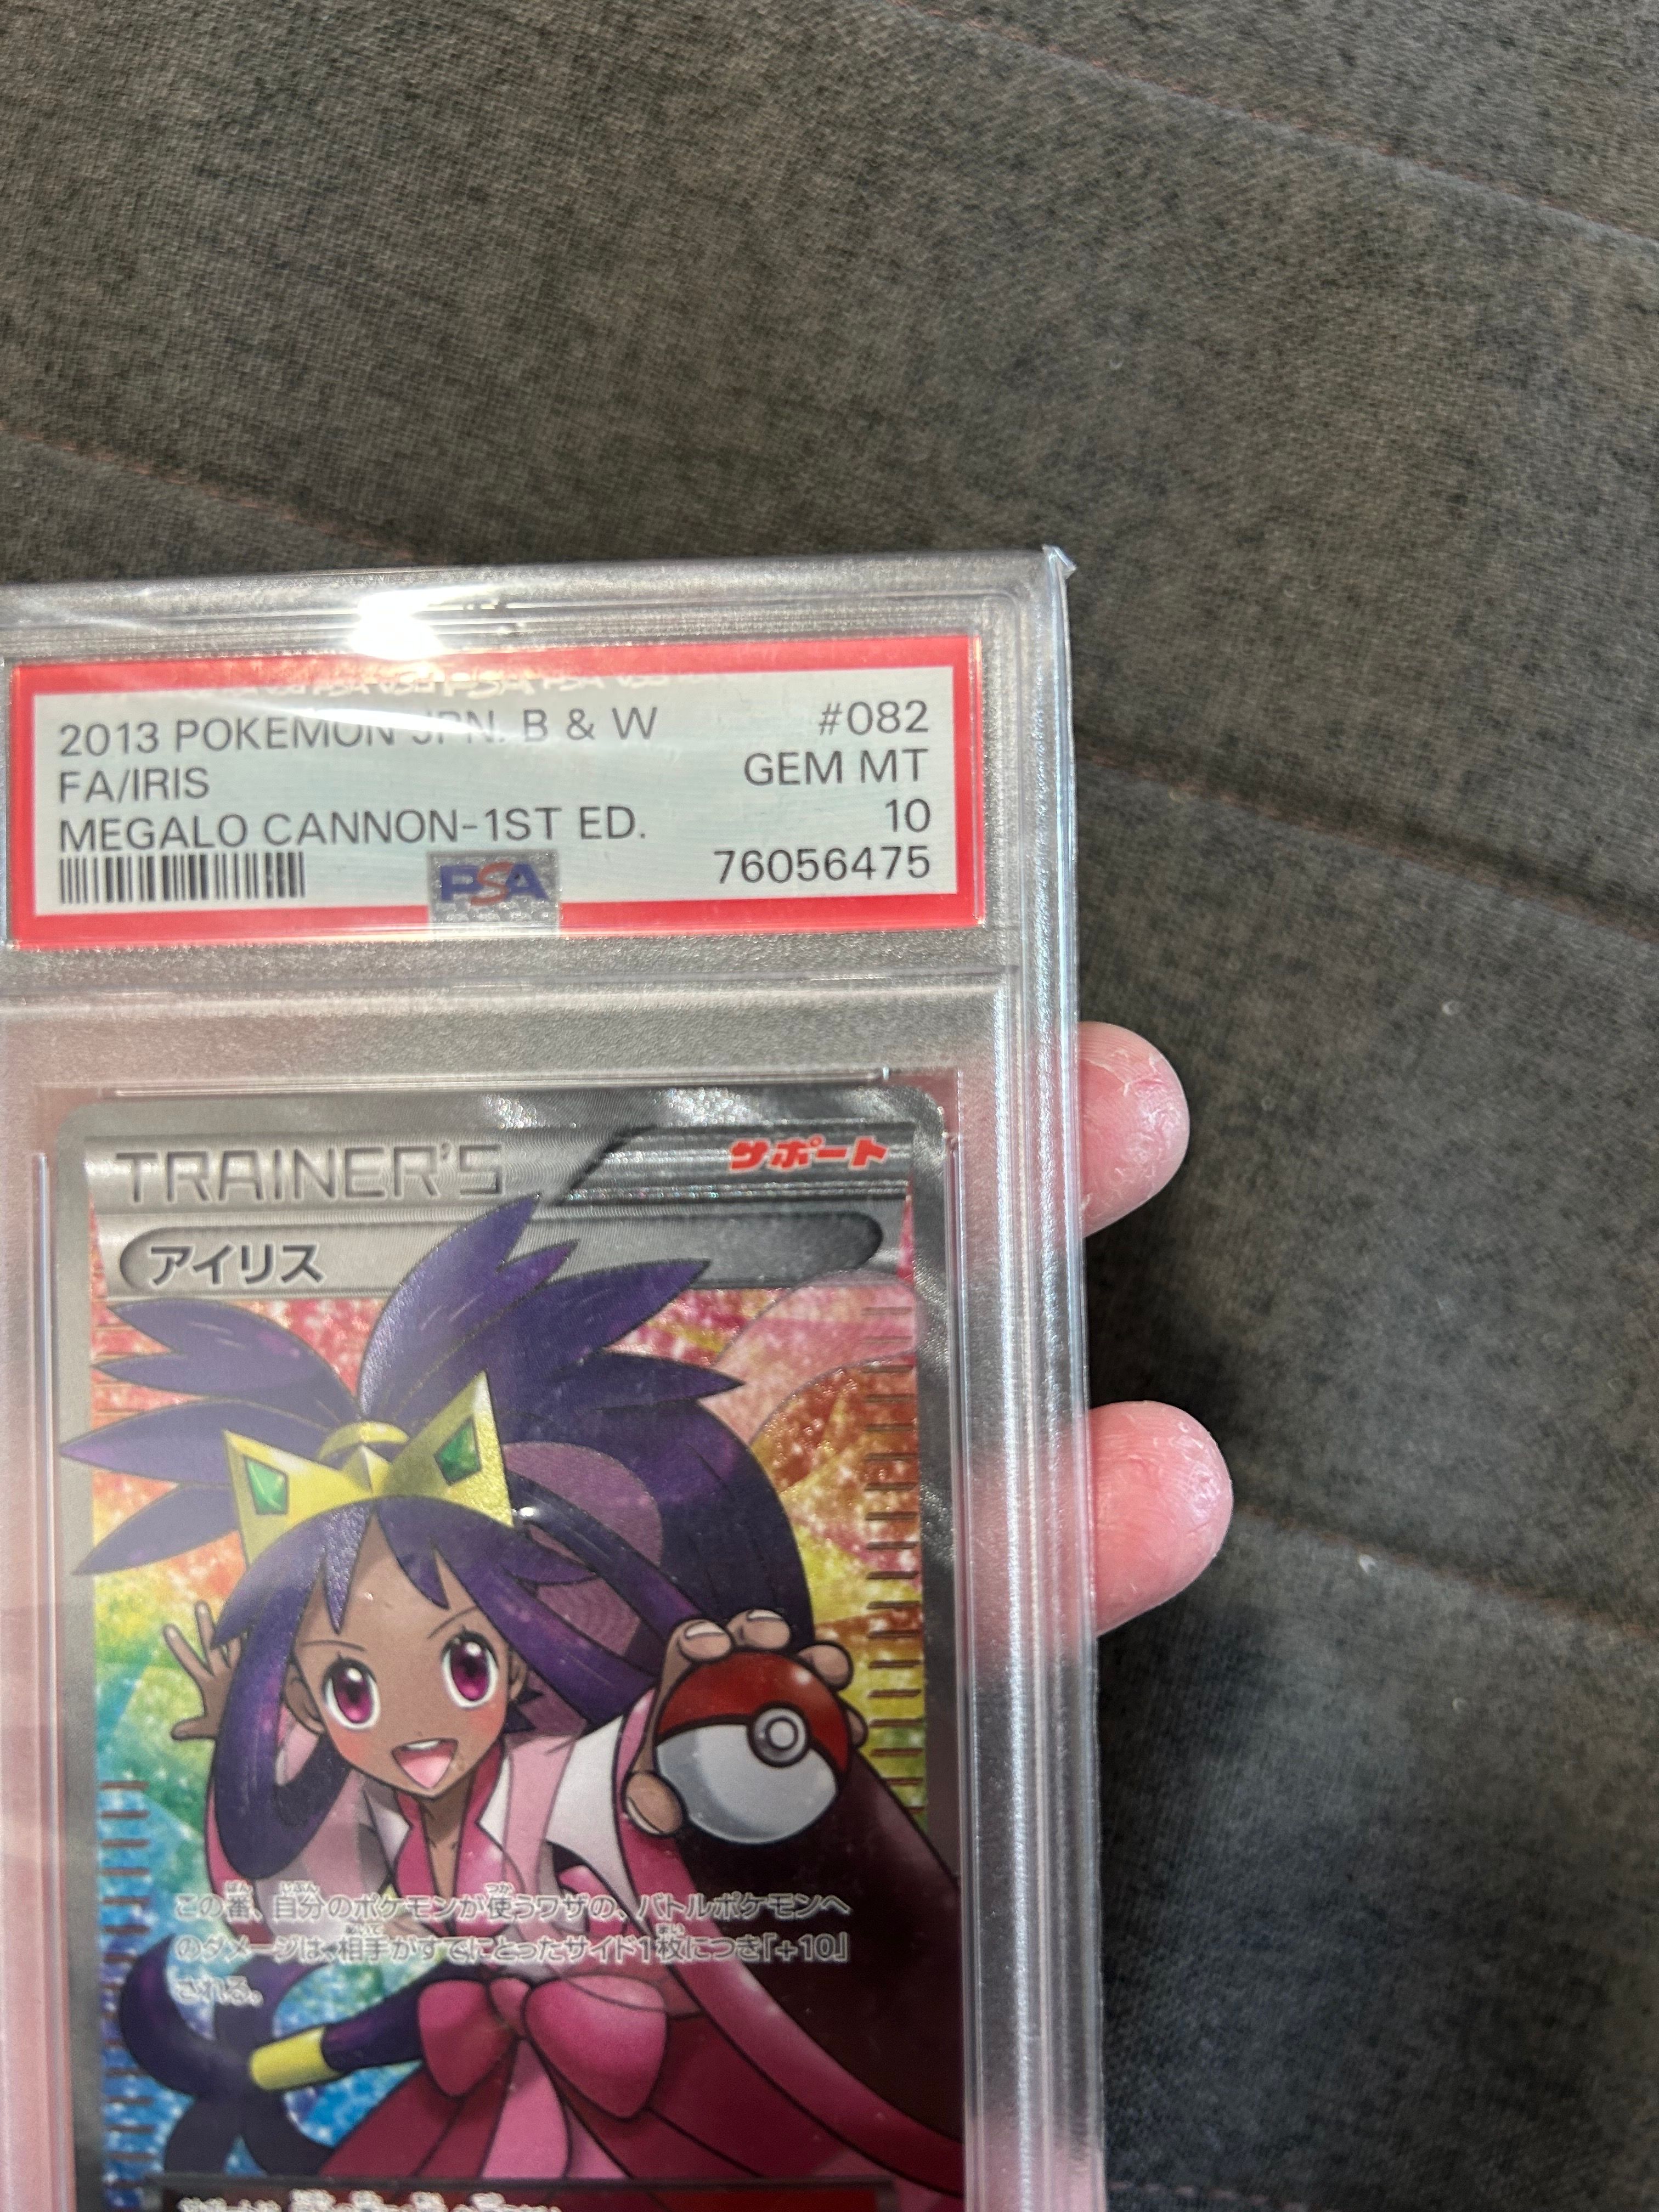 2013 POKEMON JPN. B & W #082
FA/IRIS GEM MT
MEGALO CANNON-1ST ED. 10
PSA 76056475
TRAINER'S サポート
アイリス
この番、自分のポケモンが使うワザの、バトルポケモンへ
のダメージは、相手がすでにとったサイド1枚につき「+10」
される。